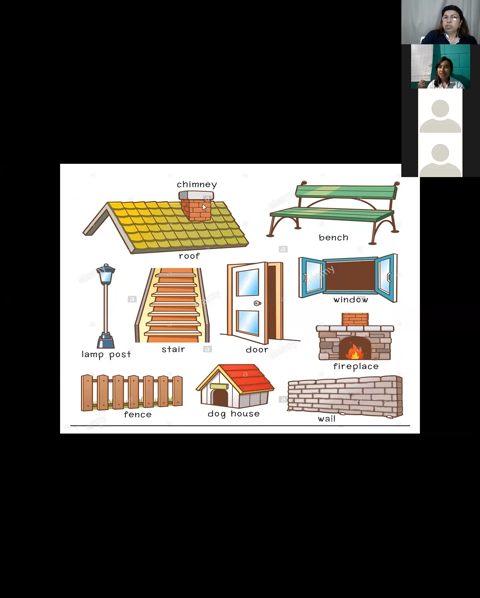 chimney
roof
bench
window
lamp post
stair
door
fireplace
fence
dog house
wall